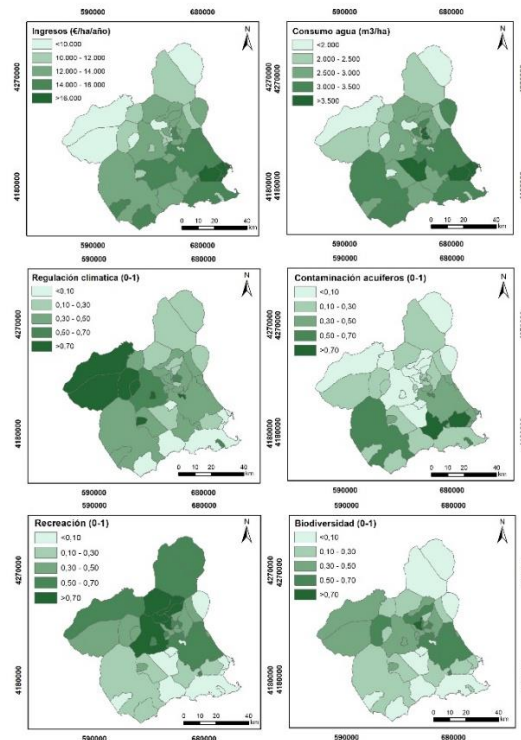 590000 680000
Ingresos (€/ha/año)
<10.000
10.000 - 12.000
12.000 - 14.000
14.000 - 16.000
>16.000
N
4270000
4180000
0 10 20 40
km
590000 680000
590000 680000
Consumo agua (m3/ha)
<2.000
2.000 - 2.500
2.500 - 3.000
3.000 - 3.500
>3.500
N
4270000
4180000
0 10 20 40
km
590000 680000
590000 680000
Regulación climatica (0-1)
<0,10
0,10 - 0,30
0,30 - 0,50
0,50 - 0,70
>0,70
N
4270000
4180000
0 10 20 40
km
590000 680000
590000 680000
Contaminación acuíferos (0-1)
<0,10
0,10 - 0,30
0,30 - 0,50
0,50 - 0,70
>0,70
N
4270000
4180000
0 10 20 40
km
590000 680000
Recreación (0-1)
<0,10
0,10 - 0,30
0,30 - 0,50
0,50 - 0,70
>0,70
N
4270000
4180000
0 10 20 40
km
590000 680000
Biodiversidad (0-1)
<0,10
0,10 - 0,30
0,30 - 0,50
0,50 - 0,70
>0,70
N
4270000
4180000
0 10 20 40
km
590000 680000